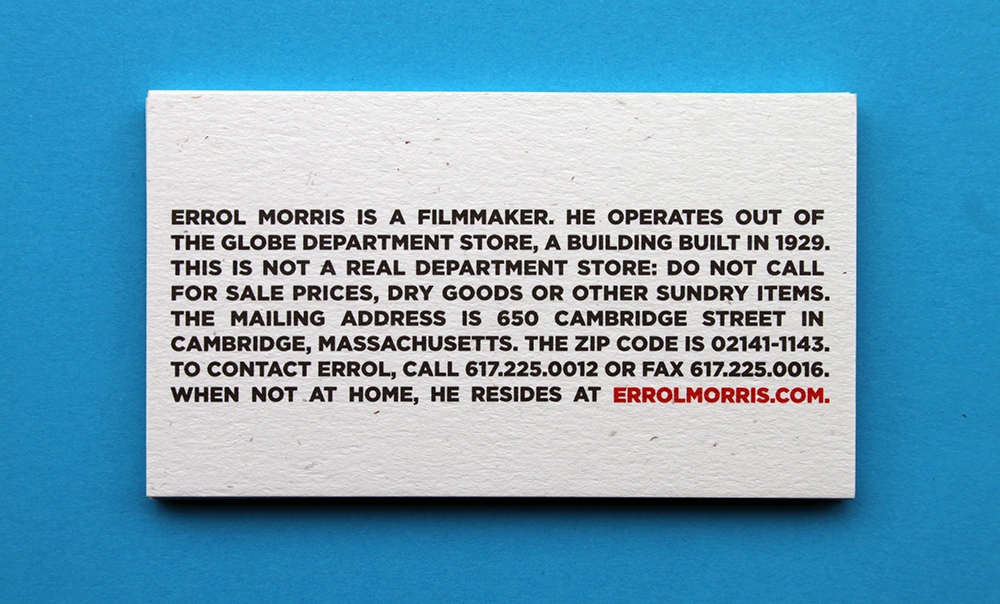 ERROL MORRIS IS A FILMMAKER. HE OPERATES OUT OF
THE GLOBE DEPARTMENT STORE, A BUILDING BUILT IN 1929.
THIS IS NOT A REAL DEPARTMENT STORE: DO NOT CALL
FOR SALE PRICES, DRY GOODS OR OTHER SUNDRY ITEMS.
THE MAILING ADDRESS IS 650 CAMBRIDGE STREET IN
CAMBRIDGE, MASSACHUSETTS. THE ZIP CODE IS 02141-1143.
TO CONTACT ERROL, CALL 617.225.0012 OR FAX 617.225.0016.
WHEN NOT AT HOME, HE RESIDES AT ERROLMORRIS.COM.